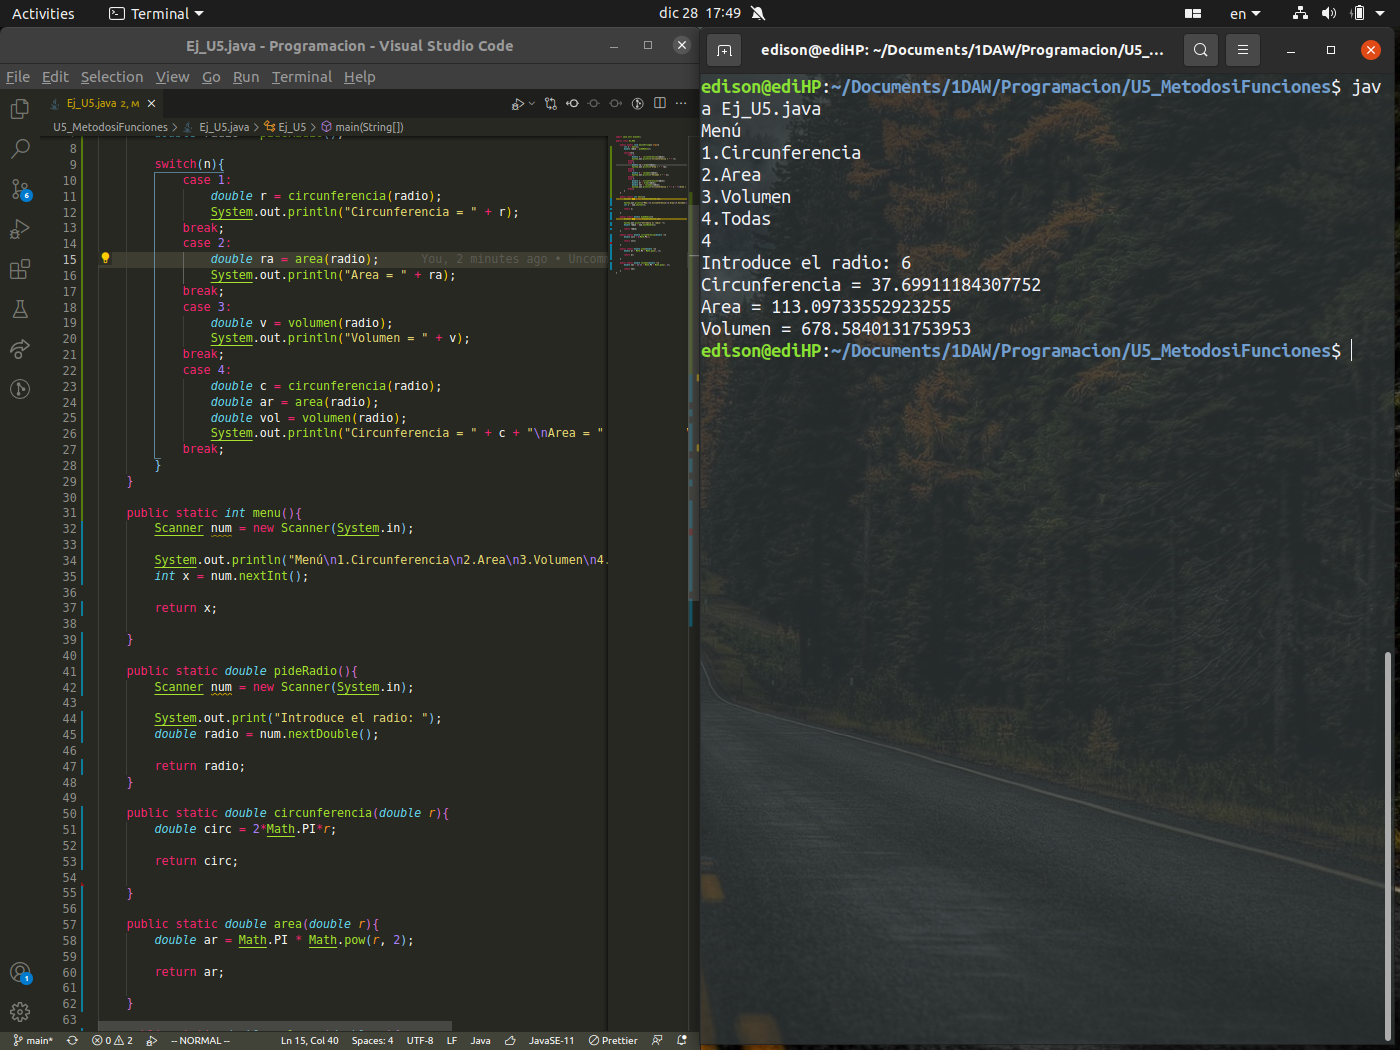 Activities
Terminal
dic 28 17:49
en
Ej_U5.java - Programacion - Visual Studio Code
File Edit Selection View Go Run Terminal Help
Ej_U5.java 2, M
U5_MetodosiFunciones > Ej_U5.java > Ej_U5 > main(String[])
8
9 switch(n){
10 case 1:
11 double r = circunferencia(radio);
12 System.out.println("Circunferencia = " + r);
13 break;
14 case 2:
15 double ra = area(radio); You, 2 minutes ago • Uncom
16 System.out.println("Area = " + ra);
17 break;
18 case 3:
19 double v = volumen(radio);
20 System.out.println("Volumen = " + v);
21 break;
22 case 4:
23 double c = circunferencia(radio);
24 double ar = area(radio);
25 double vol = volumen(radio);
26 System.out.println("Circunferencia = " + c + "\nArea = "
27 break;
28 }
29 }
30
31 public static int menu(){
32 Scanner num = new Scanner(System.in);
33
34 System.out.println("Menú\n1.Circunferencia\n2.Area\n3.Volumen\n4.
35 int x = num.nextInt();
36
37 return x;
38
39 }
40
41 public static double pideRadio(){
42 Scanner num = new Scanner(System.in);
43
44 System.out.print("Introduce el radio: ");
45 double radio = num.nextDouble();
46
47 return radio;
48 }
49
50 public static double circunferencia(double r){
51 double circ = 2*Math.PI*r;
52
53 return circ;
54
55 }
56
57 public static double area(double r){
58 double ar = Math.PI * Math.pow(r, 2);
59
60 return ar;
61
62 }
63
6
1
main* 0 2 -- NORMAL -- Ln 15, Col 40 Spaces: 4 UTF-8 LF Java JavaSE-11 Prettier
edison@ediHP: ~/Documents/1DAW/Programacion/U5_M...
edison@ediHP:~/Documents/1DAW/Programacion/U5_MetodosiFunciones$ jav
a Ej_U5.java
Menú
1.Circunferencia
2.Area
3.Volumen
4.Todas
4
Introduce el radio: 6
Circunferencia = 37.69911184307752
Area = 113.09733552923255
Volumen = 678.5840131753953
edison@ediHP:~/Documents/1DAW/Programacion/U5_MetodosiFunciones$